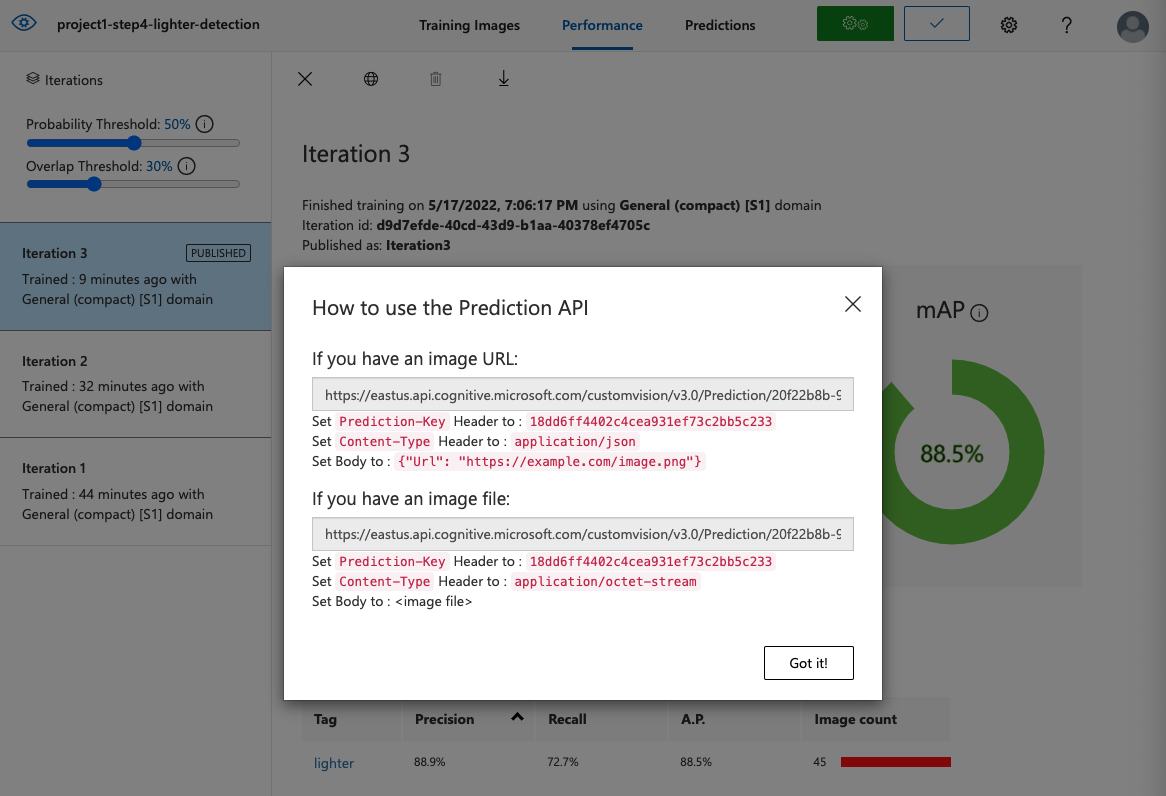 project1-step4-lighter-detection
Training Images
Performance
Predictions
?
Iterations
Probability Threshold: 50% i
Overlap Threshold: 30% i
Iteration 3
PUBLISHED
Trained : 9 minutes ago with
General (compact) [S1] domain
Iteration 2
Trained : 32 minutes ago with
General (compact) [S1] domain
Iteration 1
Trained : 44 minutes ago with
General (compact) [S1] domain
Iteration 3
Finished training on 5/17/2022, 7:06:17 PM using General (compact) [S1] domain
Iteration id: d9d7efde-40cd-43d9-b1aa-40378ef4705c
Published as: Iteration3
mAP i
88.5%
How to use the Prediction API
If you have an image URL:
https://eastus.api.cognitive.microsoft.com/customvision/v3.0/Prediction/20f22b8b-9
Set Prediction-Key Header to : 18dd6ff4402c4cea931ef73c2bb5c233
Set Content-Type Header to : application/json
Set Body to : {"Url": "https://example.com/image.png"}
If you have an image file:
https://eastus.api.cognitive.microsoft.com/customvision/v3.0/Prediction/20f22b8b-9
Set Prediction-Key Header to : 18dd6ff4402c4cea931ef73c2bb5c233
Set Content-Type Header to : application/octet-stream
Set Body to : <image file>
Got it!
Tag Precision Recall A.P. Image count
lighter 88.9% 72.7% 88.5% 45